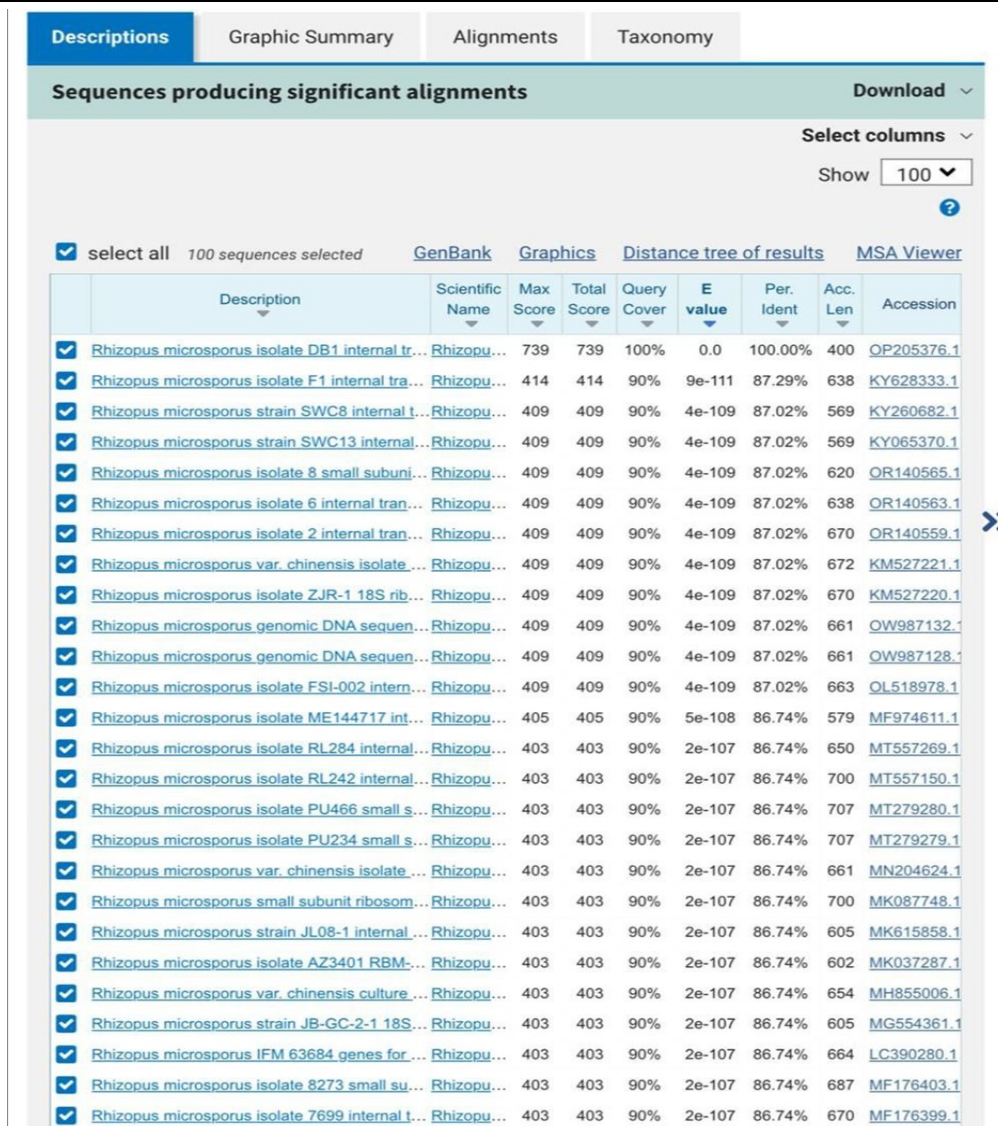 Descriptions Graphic Summary Alignments Taxonomy
Sequences producing significant alignments Download
Select columns
Show 100
?
select all 100 sequences selected GenBank Graphics Distance tree of results MSA Viewer
Description Scientific Name Max Score Total Score Query Cover E value Per. Ident Acc. Len Accession
Rhizopus microsporus isolate DB1 internal tr... Rhizopu... 739 739 100% 0.0 100.00% 400 OP205376.1
Rhizopus microsporus isolate F1 internal tra... Rhizopu... 414 414 90% 9e-111 87.29% 638 KY628333.1
Rhizopus microsporus strain SWC8 internal t... Rhizopu... 409 409 90% 4e-109 87.02% 569 KY260682.1
Rhizopus microsporus strain SWC13 internal... Rhizopu... 409 409 90% 4e-109 87.02% 569 KY065370.1
Rhizopus microsporus isolate 8 small subuni... Rhizopu... 409 409 90% 4e-109 87.02% 620 OR140565.1
Rhizopus microsporus isolate 6 internal tran... Rhizopu... 409 409 90% 4e-109 87.02% 638 OR140563.1
Rhizopus microsporus isolate 2 internal tran... Rhizopu... 409 409 90% 4e-109 87.02% 670 OR140559.1
Rhizopus microsporus var. chinensis isolate ... Rhizopu... 409 409 90% 4e-109 87.02% 672 KM527221.1
Rhizopus microsporus isolate ZJR-1 18S rib... Rhizopu... 409 409 90% 4e-109 87.02% 670 KM527220.1
Rhizopus microsporus genomic DNA sequen... Rhizopu... 409 409 90% 4e-109 87.02% 661 OW987132.1
Rhizopus microsporus genomic DNA sequen... Rhizopu... 409 409 90% 4e-109 87.02% 661 OW987128.1
Rhizopus microsporus isolate FSI-002 intern... Rhizopu... 409 409 90% 4e-109 87.02% 663 OL518978.1
Rhizopus microsporus isolate ME144717 int... Rhizopu... 405 405 90% 5e-108 86.74% 579 MF974611.1
Rhizopus microsporus isolate RL284 internal... Rhizopu... 403 403 90% 2e-107 86.74% 650 MT557269.1
Rhizopus microsporus isolate RL242 internal... Rhizopu... 403 403 90% 2e-107 86.74% 700 MT557150.1
Rhizopus microsporus isolate PU466 small s... Rhizopu... 403 403 90% 2e-107 86.74% 707 MT279280.1
Rhizopus microsporus isolate PU234 small s... Rhizopu... 403 403 90% 2e-107 86.74% 707 MT279279.1
Rhizopus microsporus var. chinensis isolate ... Rhizopu... 403 403 90% 2e-107 86.74% 661 MN204624.1
Rhizopus microsporus small subunit ribosom... Rhizopu... 403 403 90% 2e-107 86.74% 700 MK087748.1
Rhizopus microsporus strain JL08-1 internal ... Rhizopu... 403 403 90% 2e-107 86.74% 605 MK615858.1
Rhizopus microsporus isolate AZ3401 RBM-... Rhizopu... 403 403 90% 2e-107 86.74% 602 MK037287.1
Rhizopus microsporus var. chinensis culture ... Rhizopu... 403 403 90% 2e-107 86.74% 654 MH855006.1
Rhizopus microsporus strain JB-GC-2-1 18S... Rhizopu... 403 403 90% 2e-107 86.74% 605 MG554361.1
Rhizopus microsporus IFM 63684 genes for ... Rhizopu... 403 403 90% 2e-107 86.74% 664 LC390280.1
Rhizopus microsporus isolate 8273 small su... Rhizopu... 403 403 90% 2e-107 86.74% 687 MF176403.1
Rhizopus microsporus isolate 7699 internal t... Rhizopu... 403 403 90% 2e-107 86.74% 670 MF176399.1